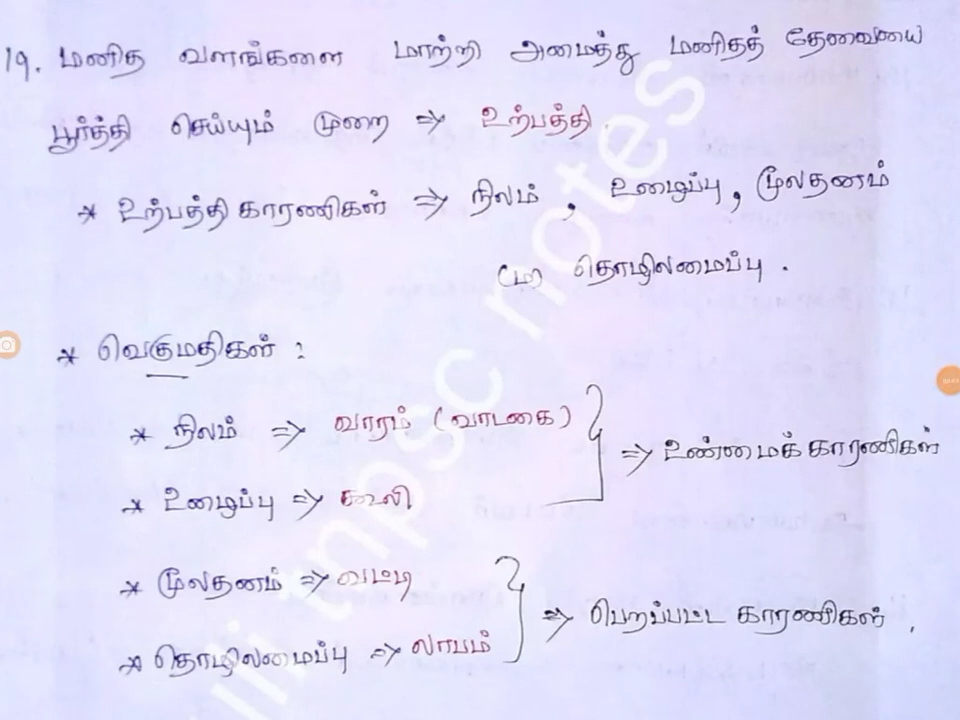 19. மனித வளங்களை மாற்றி அமைத்து மனிதத் தேவையை
பூர்த்தி செய்யும் முறை => உற்பத்தி.
* உற்பத்தி காரணிகள் => நிலம், உழைப்பு, மூலதனம்
(ம) தொழிலமைப்பு.
* வெகுமதிகள் :
* நிலம் => வாரம் (வாடகை)
=> உண்மைக் காரணிகள்
* உழைப்பு => கூலி
* மூலதனம் => வட்டி
=> பெறப்பட்ட காரணிகள்.
* தொழிலமைப்பு => லாபம்